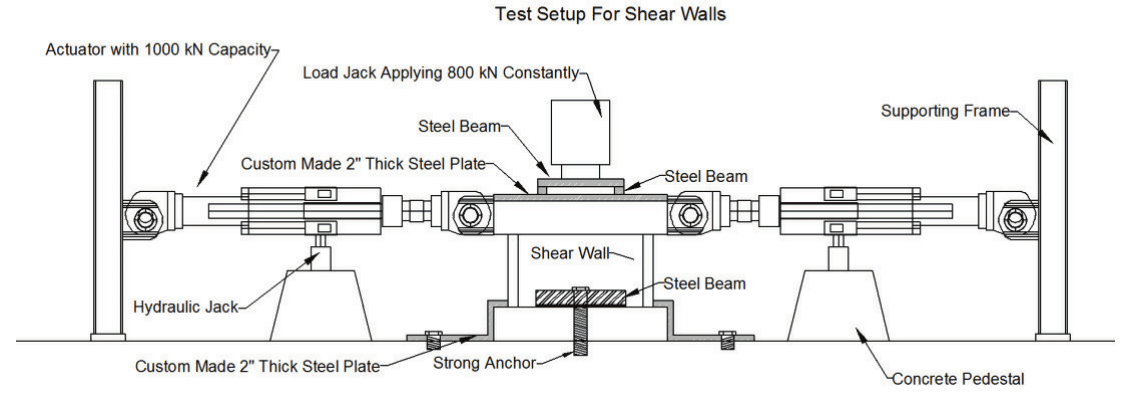 Test Setup For Shear Walls
Actuator with 1000 kN Capacity
Load Jack Applying 800 kN Constantly
Supporting Frame
Steel Beam
Custom Made 2" Thick Steel Plate
Steel Beam
Shear Wall
Steel Beam
Hydraulic Jack
Custom Made 2" Thick Steel Plate
Strong Anchor
Concrete Pedestal